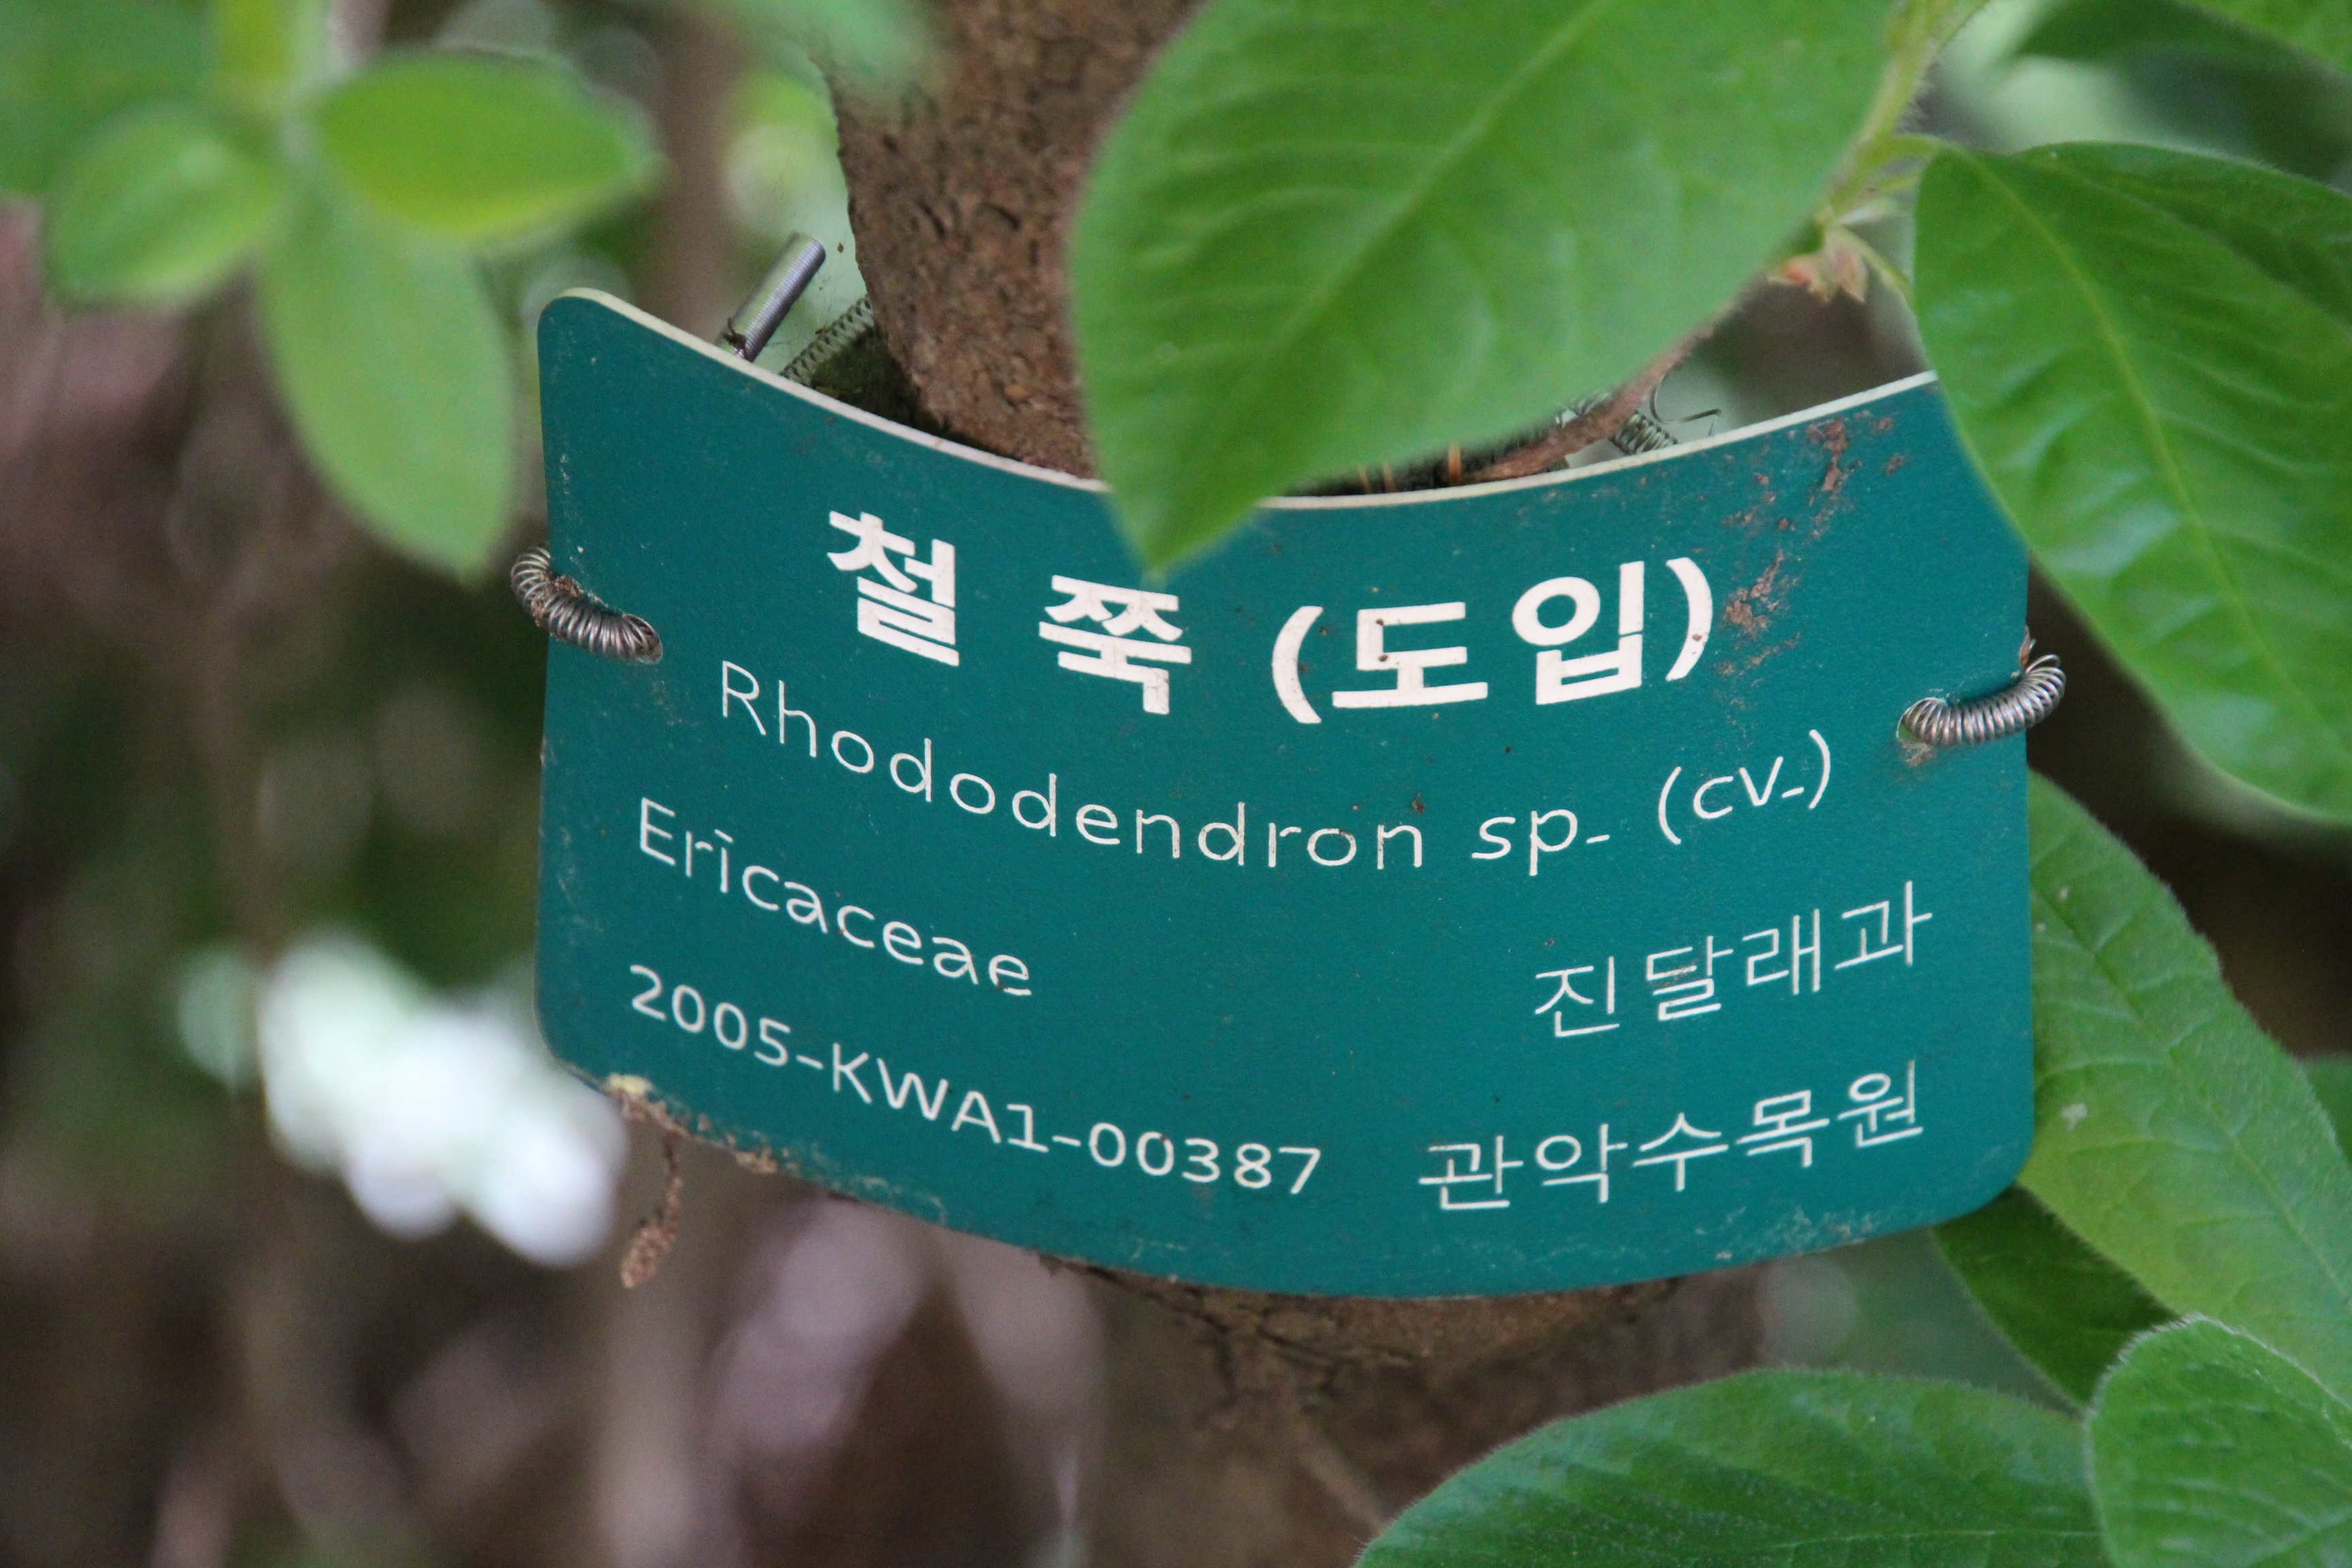 철쭉 (도입)
Rhododendron sp. (cv.)
Ericaceae 진달래과
2005-KWA1-00387 관악수목원